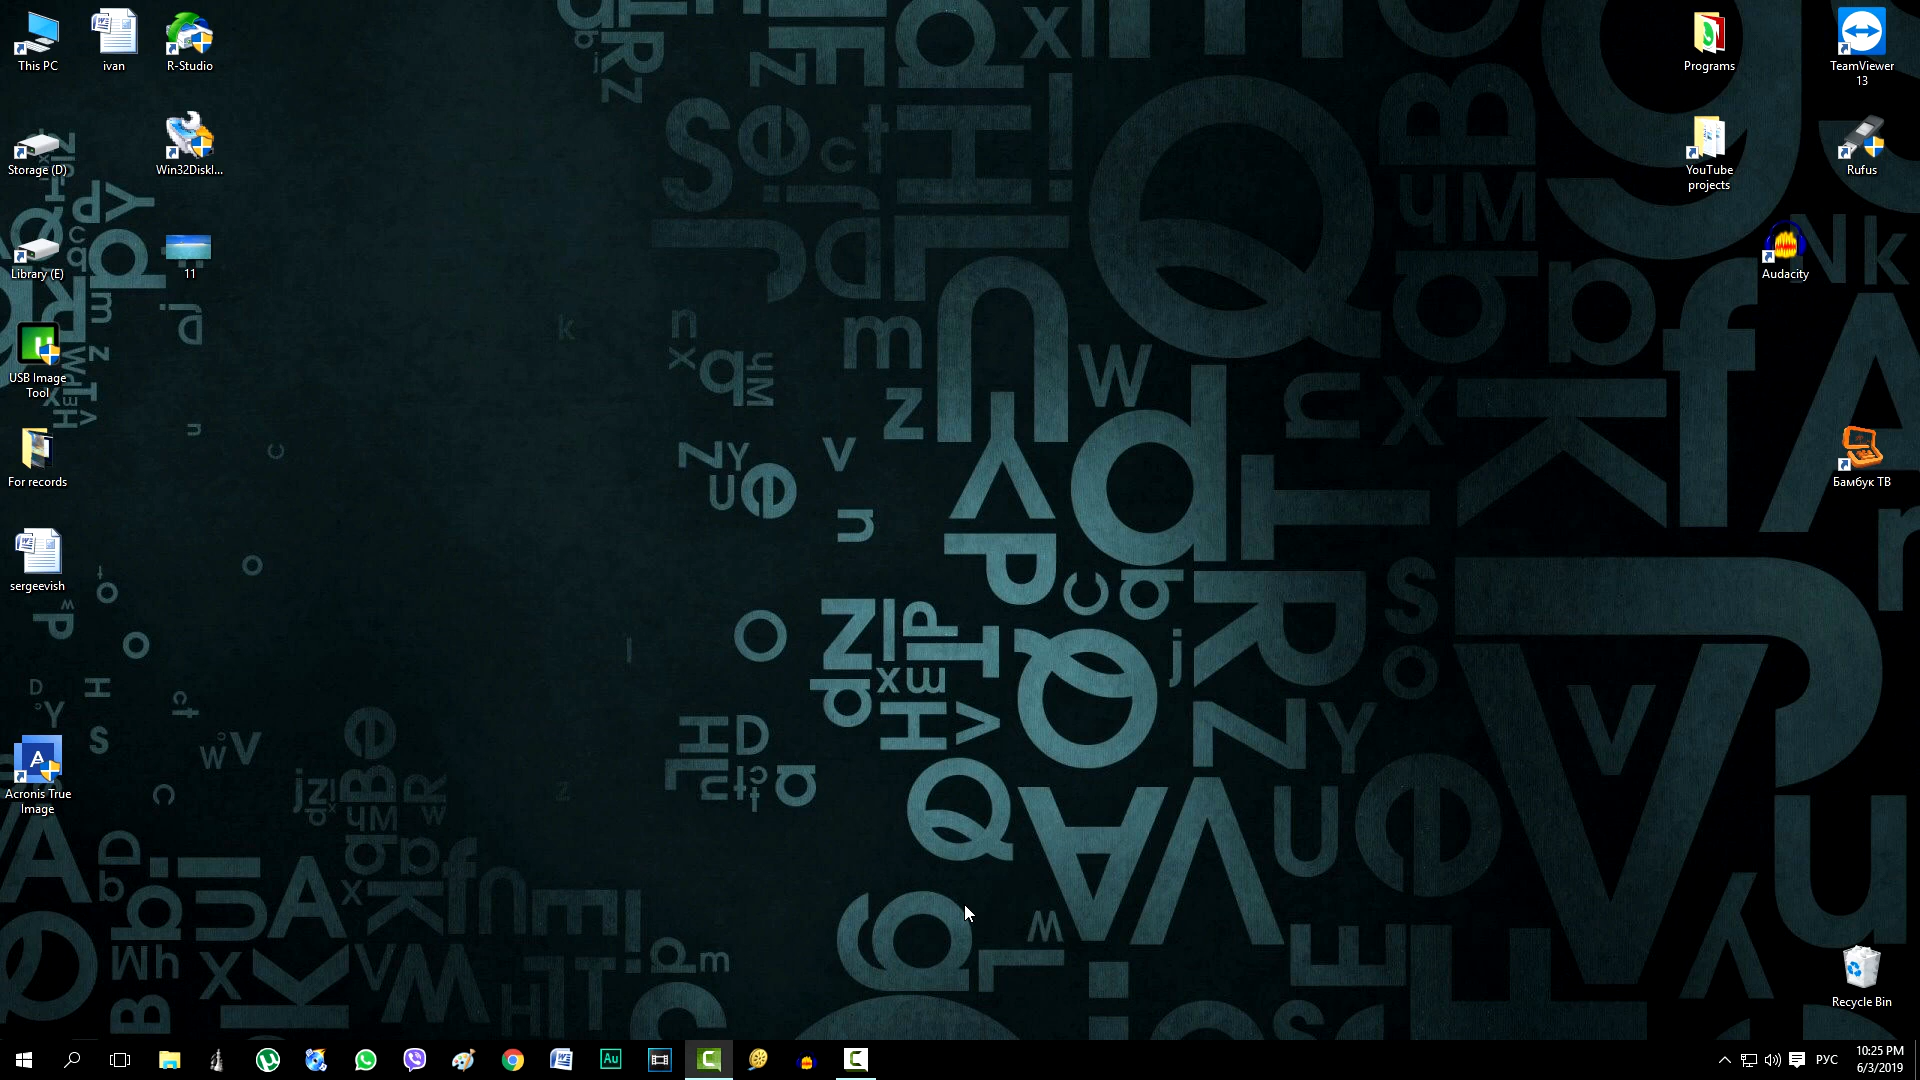 This PC
ivan
R-Studio
Programs
TeamViewer
13
Storage (D)
Win32DiskI...
YouTube
projects
Rufus
Library (E)
11
Audacity
USB Image
Tool
For records
Бамбук ТВ
sergeevish
Acronis True
Image
Recycle Bin
Au
РУС
10:25 PM
6/3/2019